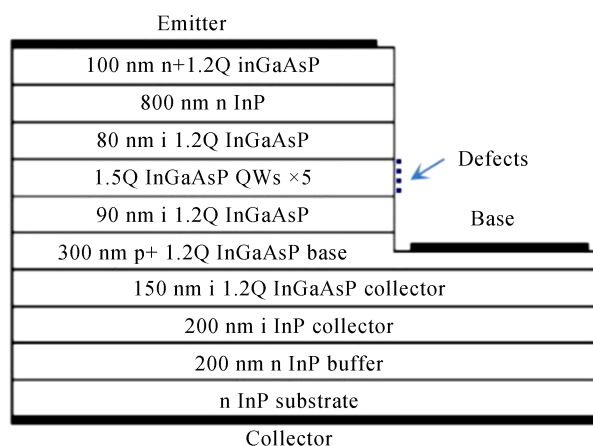 Emitter
100 nm n+1.2Q inGaAsP
800 nm n InP
80 nm i 1.2Q InGaAsP
1.5Q InGaAsP QWs ×5
Defects
90 nm i 1.2Q InGaAsP
Base
300 nm p+ 1.2Q InGaAsP base
150 nm i 1.2Q InGaAsP collector
200 nm i InP collector
200 nm n InP buffer
n InP substrate
Collector